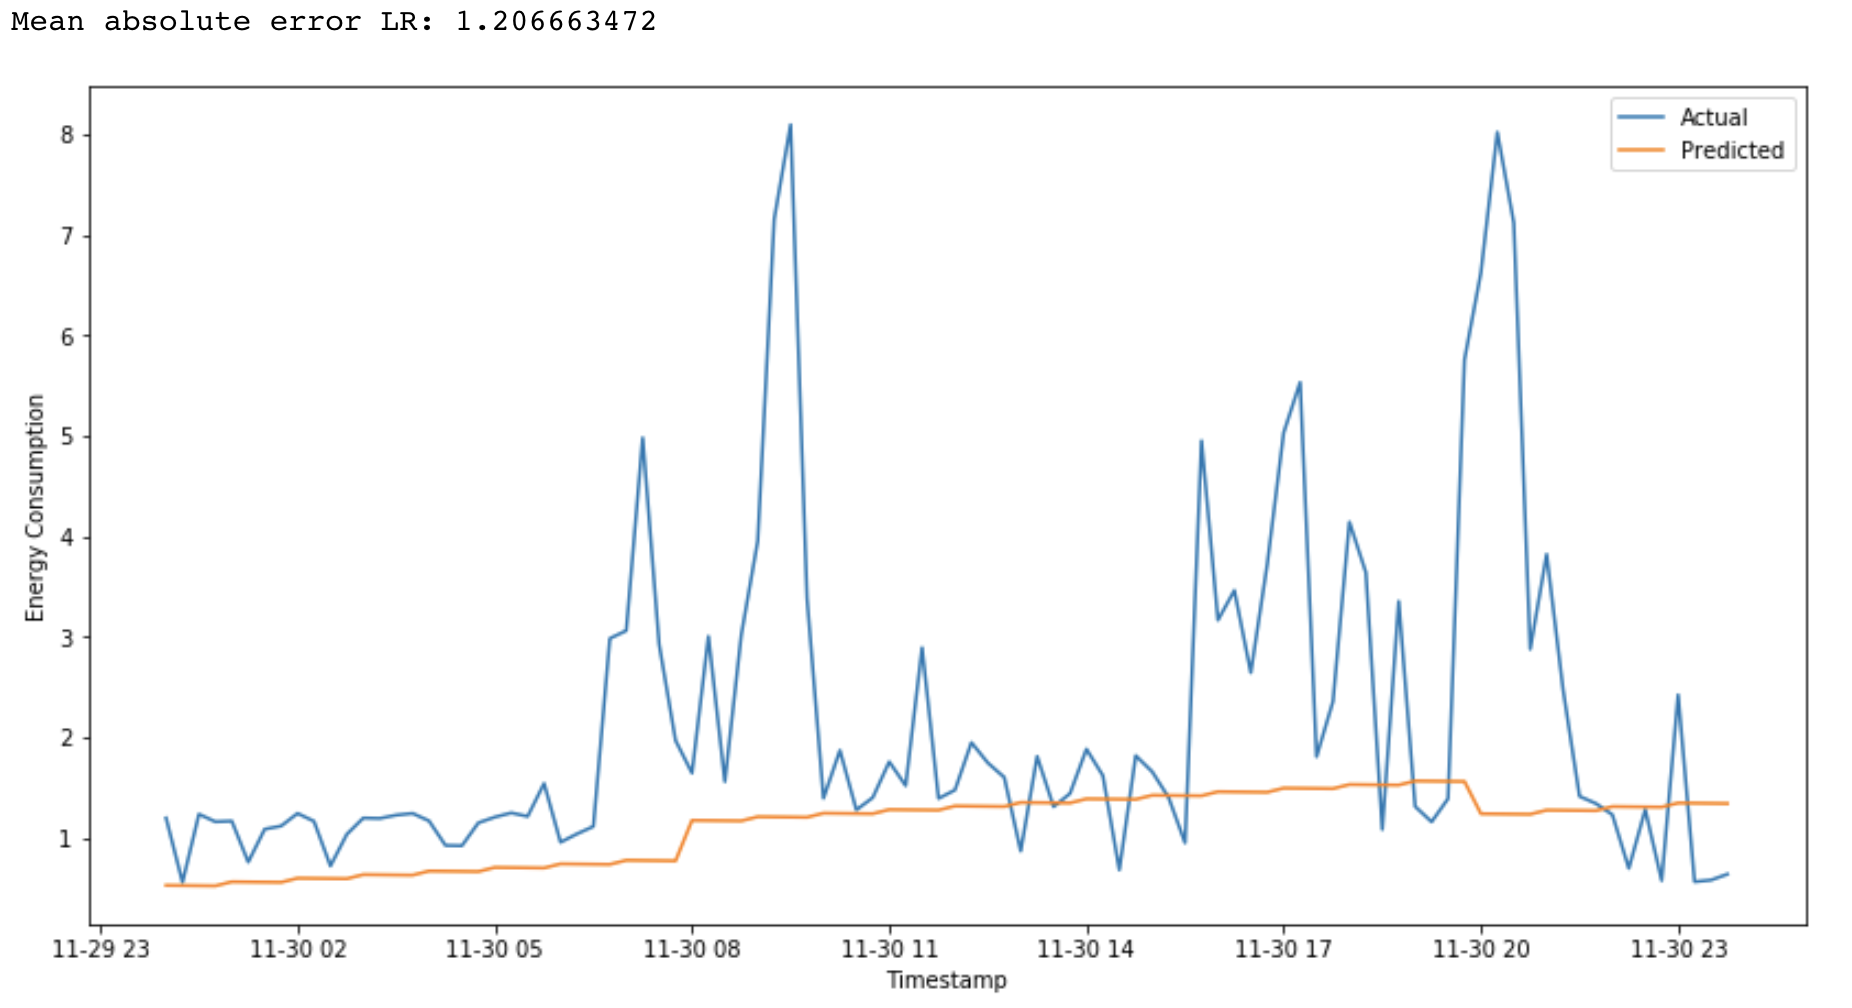 Mean absolute error LR: 1.206663472
Actual
Predicted
8
7
6
5
4
3
2
1
Energy Consumption
11-29 23 11-30 02 11-30 05 11-30 08 11-30 11 11-30 14 11-30 17 11-30 20 11-30 23
Timestamp